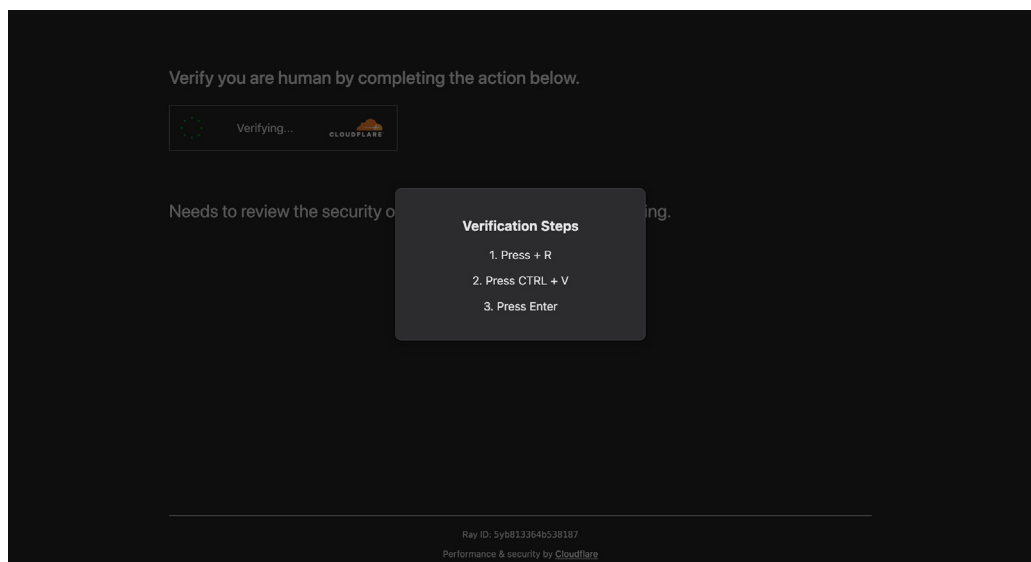 Verify you are human by completing the action below.
Verifying...
CLOUDFLARE
Needs to review the security o
ing.
Verification Steps
1. Press + R
2. Press CTRL + V
3. Press Enter
Ray ID: 5yb813364b538187
Performance & security by Cloudflare